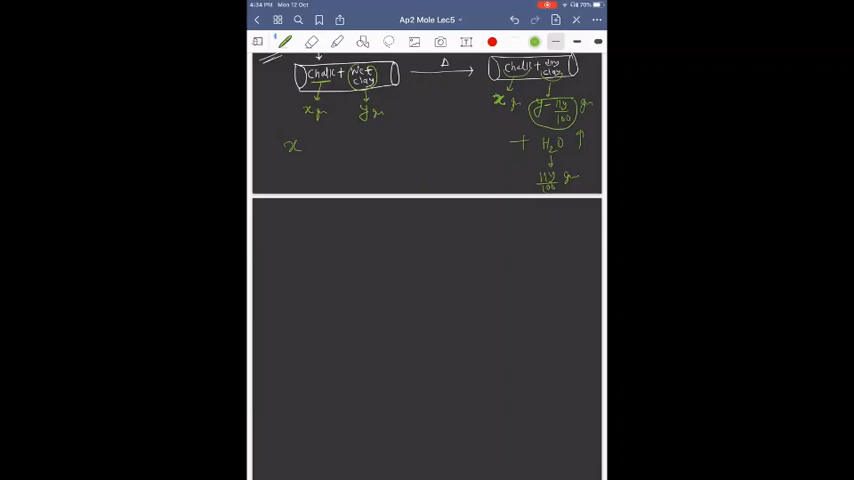 4:34 PM Mon 12 Oct
70%
Ap2 Mole Lec5
Chalk + Wet clay
Δ
Chalk + dry clay
x gm
y gm
x gm
y - 11y/100 gm
x
+ H₂O ↑
11y/100 gm